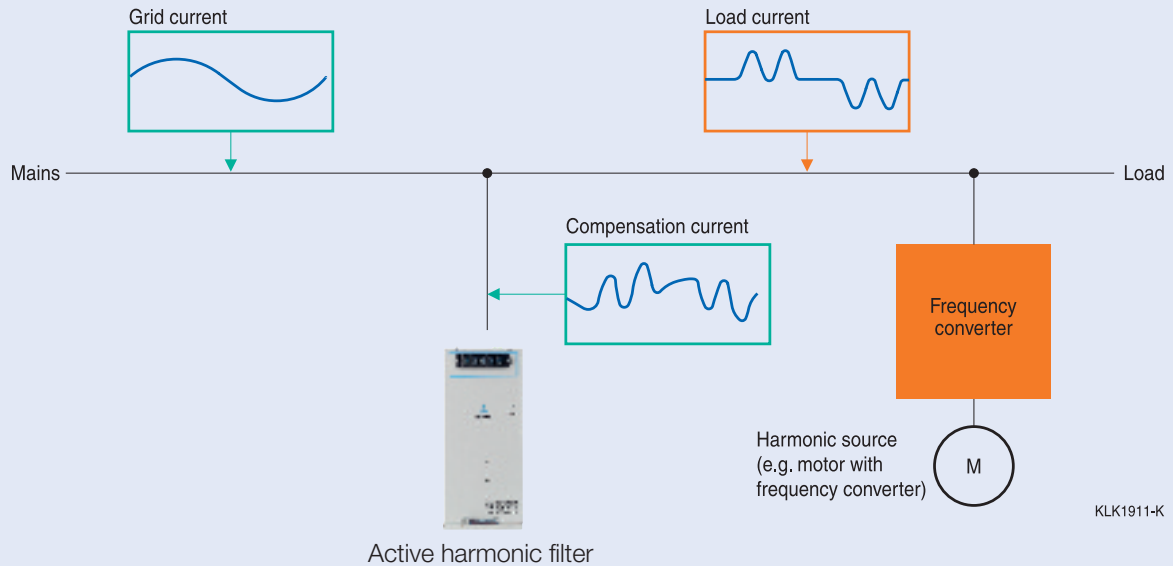 Grid current
Load current
Mains
Load
Compensation current
Frequency
converter
Harmonic source
(e.g. motor with
frequency converter)
M
KLK1911-K
Active harmonic filter